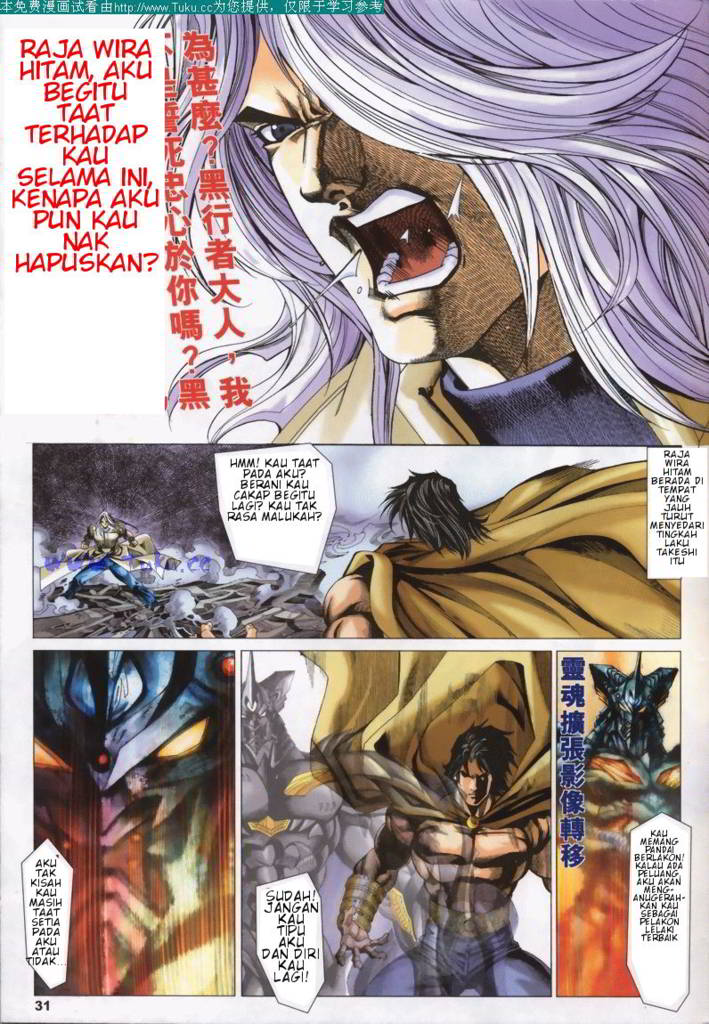 本免费漫画试看由http://www.Tuku.cc为您提供，仅限于学习参考
RAJA WIRA
HITAM, AKU
BEGITU
TAAT
TERHADAP
KAU
SELAMA INI,
KENAPA AKU
PUN KAU
NAK
HAPUSKAN?
為甚麼？黑行者大人，我
死忠心於你嗎？黑
HMM! KAU TAAT
PADA AKU?
BERANI KAU
CAKAP BEGITU
LAGI? KAU TAK
RASA MALUKAH?
RAJA
WIRA
HITAM
BERADA DI
TEMPAT
YANG
JAUH
TURUT
MENYEDARI
TINGKAH
LAKU
TAKESHI
ITU
AKU
TAK
KISAH
KAU
MASIH
TAAT
SETIA
PADA
AKU
ATAU
TIDAK...
SUDAH!
JANGAN
KAU
TIPU
AKU
DAN DIRI
KAU
LAGI!
靈魂擴張影像轉移
KAU
MEMANG
PANDAI
BERLAKON!
KALAU ADA
PELUANG,
AKU AKAN
MENG-
ANUGERAH-
KAN KAU
SEBAGAI
PELAKON
LELAKI
TERBAIK
31